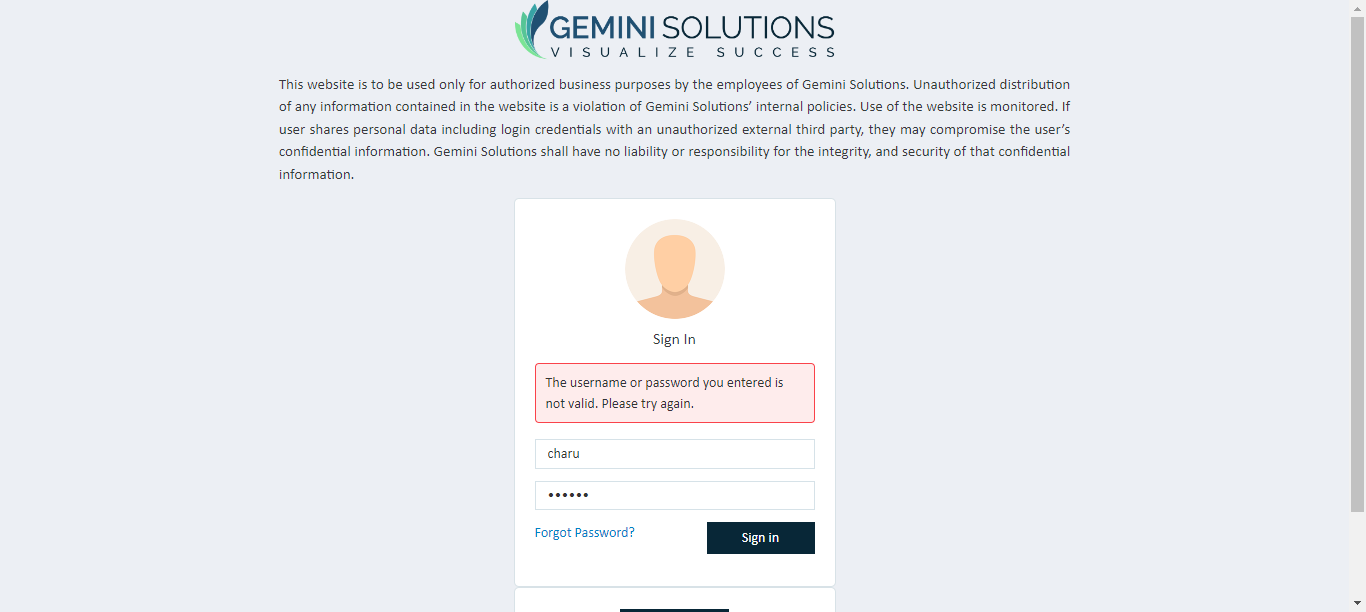 GEMINI SOLUTIONS
VISUALIZE SUCCESS
This website is to be used only for authorized business purposes by the employees of Gemini Solutions. Unauthorized distribution
of any information contained in the website is a violation of Gemini Solutions’ internal policies. Use of the website is monitored. If
user shares personal data including login credentials with an unauthorized external third party, they may compromise the user’s
confidential information. Gemini Solutions shall have no liability or responsibility for the integrity, and security of that confidential
information.
Sign In
The username or password you entered is
not valid. Please try again.
charu
••••••
Forgot Password? Sign in